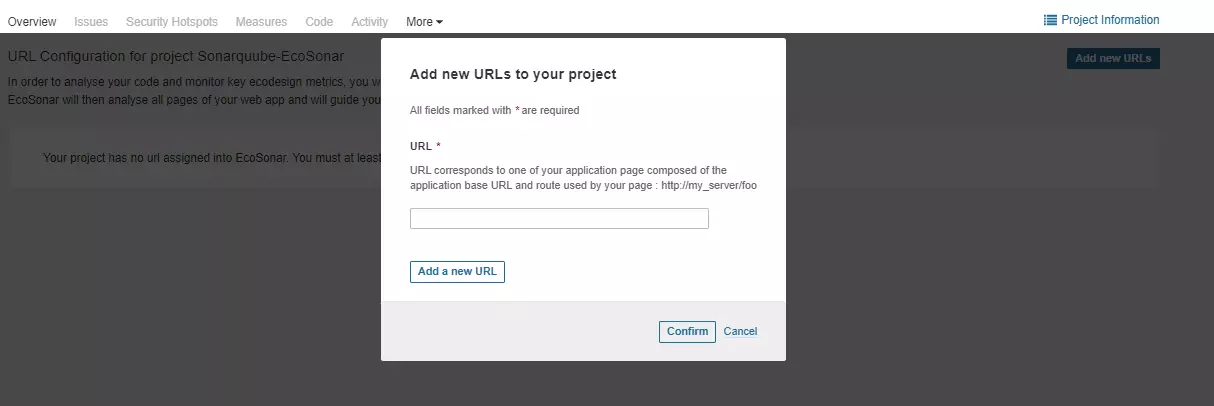 Overview Issues Security Hotspots Measures Code Activity More
Project Information
URL Configuration for project Sonarquube-EcoSonar
Add new URLs
In order to analyse your code and monitor key ecodesign metrics, you w
EcoSonar will then analyse all pages of your web app and will guide you
Your project has no url assigned into EcoSonar. You must at least
Add new URLs to your project
All fields marked with * are required
URL *
URL corresponds to one of your application page composed of the
application base URL and route used by your page : http://my_server/foo
Add a new URL
Confirm Cancel